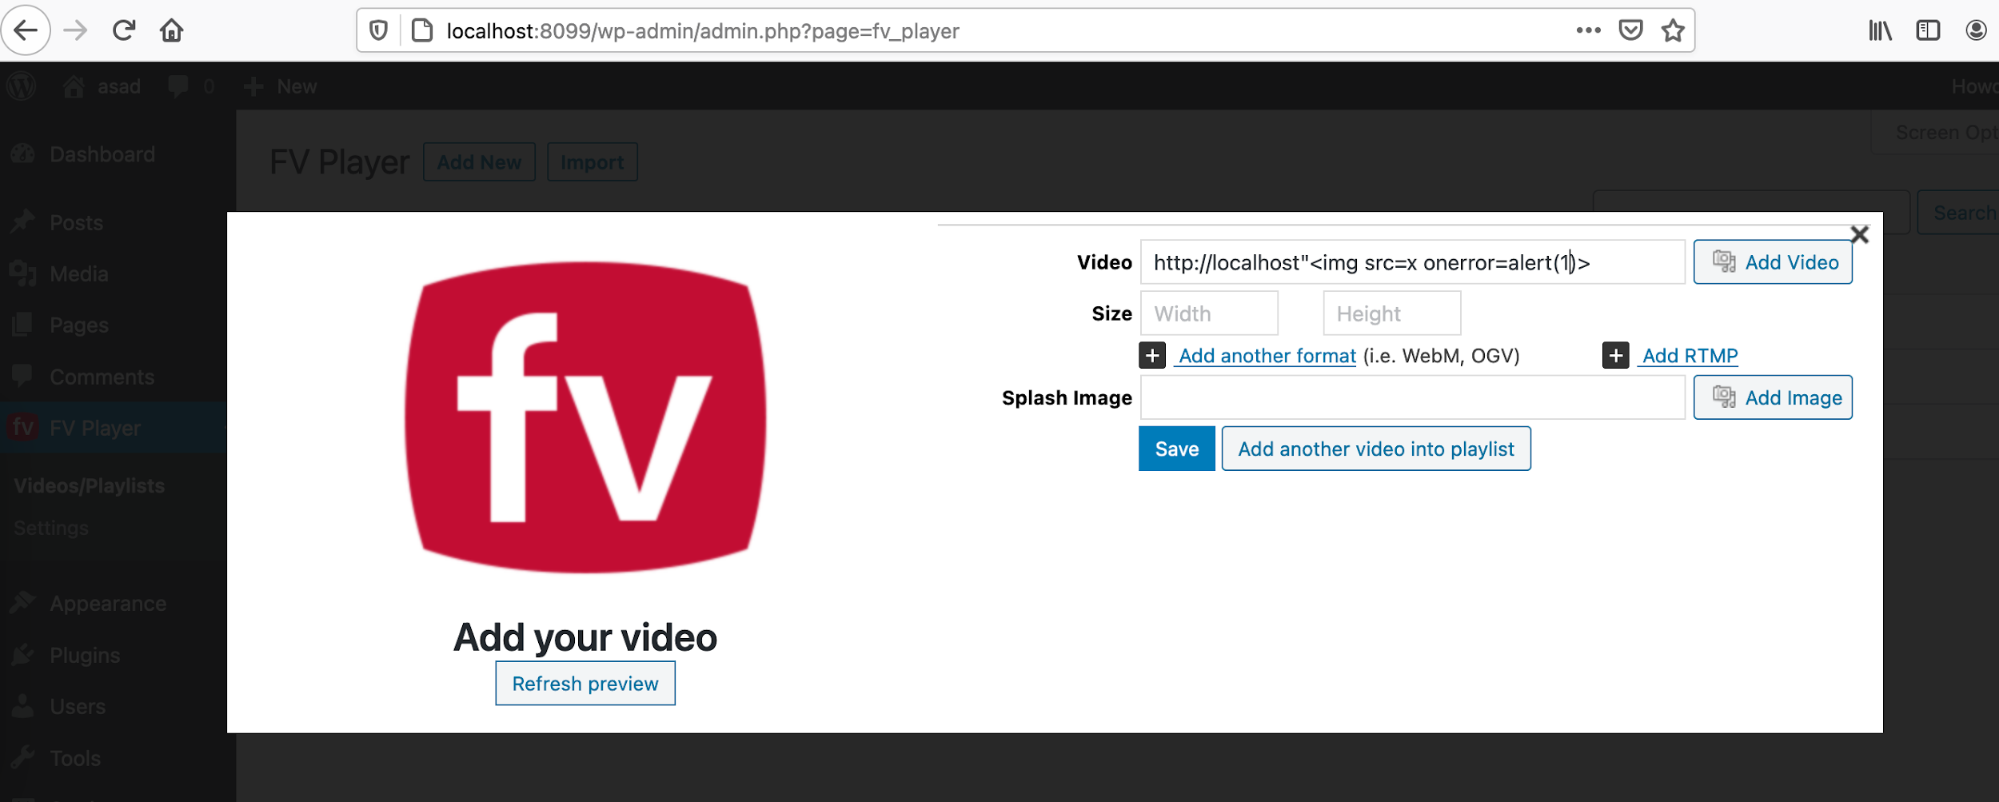 localhost:8099/wp-admin/admin.php?page=fv_player
asad 0 New
Howd
Dashboard
Posts
Media
Pages
Comments
fv FV Player
Videos/Playlists
Settings
Appearance
Plugins
Users
Tools
Screen Opt
FV Player Add New Import
Search
fv
Add your video
Refresh preview
Video http://localhost"<img src=x onerror=alert(1)> Add Video
Size Width Height
Add another format (i.e. WebM, OGV) Add RTMP
Splash Image Add Image
Save Add another video into playlist